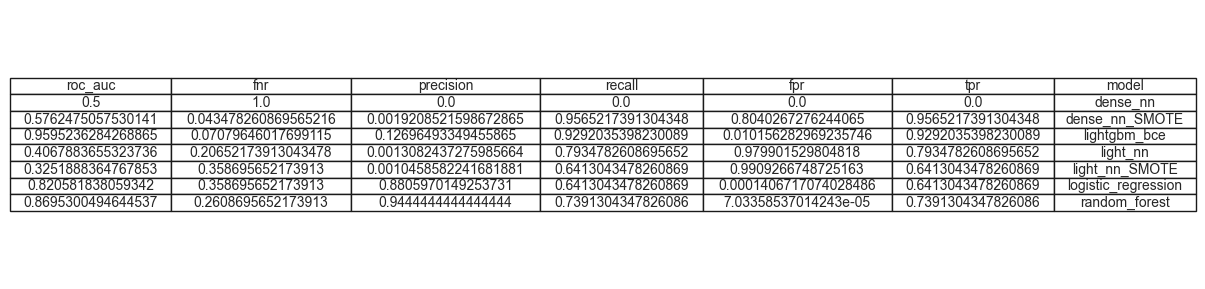 roc_auc fnr precision recall fpr tpr model
0.5 1.0 0.0 0.0 0.0 0.0 dense_nn
0.5762475057530141 0.043478260869565216 0.0019208521598672865 0.9565217391304348 0.8040267276244065 0.9565217391304348 dense_nn_SMOTE
0.9595236284268865 0.07079646017699115 0.12696493349455865 0.9292035398230089 0.010156282969235746 0.9292035398230089 lightgbm_bce
0.4067883655323736 0.20652173913043478 0.0013082437275985664 0.7934782608695652 0.979901529804818 0.7934782608695652 light_nn
0.3251888364767853 0.358695652173913 0.0010458582241681881 0.6413043478260869 0.9909266748725163 0.6413043478260869 light_nn_SMOTE
0.820581838059342 0.358695652173913 0.8805970149253731 0.6413043478260869 0.0001406717074028486 0.6413043478260869 logistic_regression
0.8695300494644537 0.2608695652173913 0.9444444444444444 0.7391304347826086 7.03358537014243e-05 0.7391304347826086 random_forest